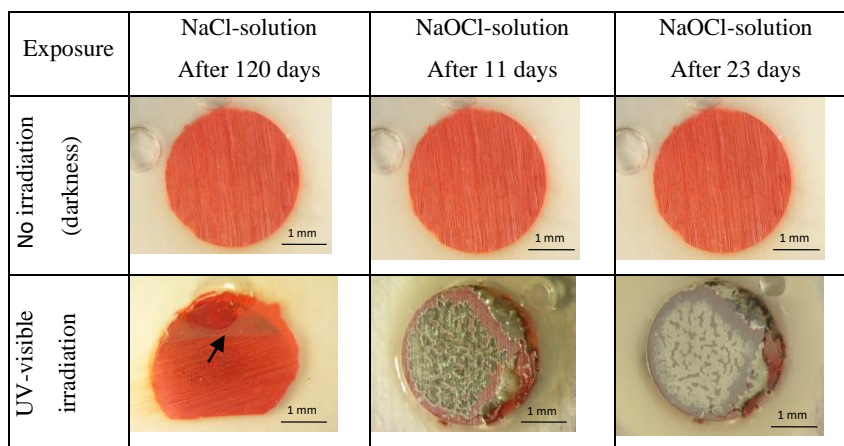 Exposure
NaCl-solution
After 120 days
NaOCl-solution
After 11 days
NaOCl-solution
After 23 days
No irradiation
(darkness)
1 mm
1 mm
1 mm
UV-visible
irradiation
1 mm
1 mm
1 mm